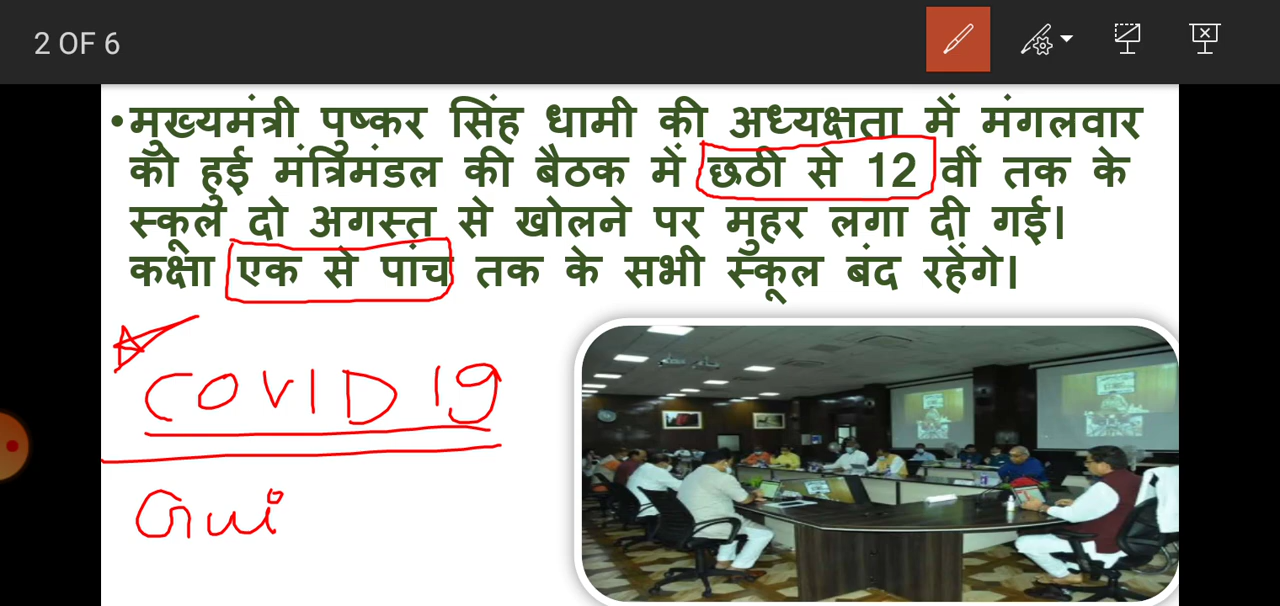 2 OF 6
•मुख्यमंत्री पुष्कर सिंह धामी की अध्यक्षता में मंगलवार
को हुई मंत्रिमंडल की बैठक में छठी से 12 वीं तक के
स्कूल दो अगस्त से खोलने पर मुहर लगा दी गई।
कक्षा एक से पांच तक के सभी स्कूल बंद रहेंगे।
COVID 19
Gui